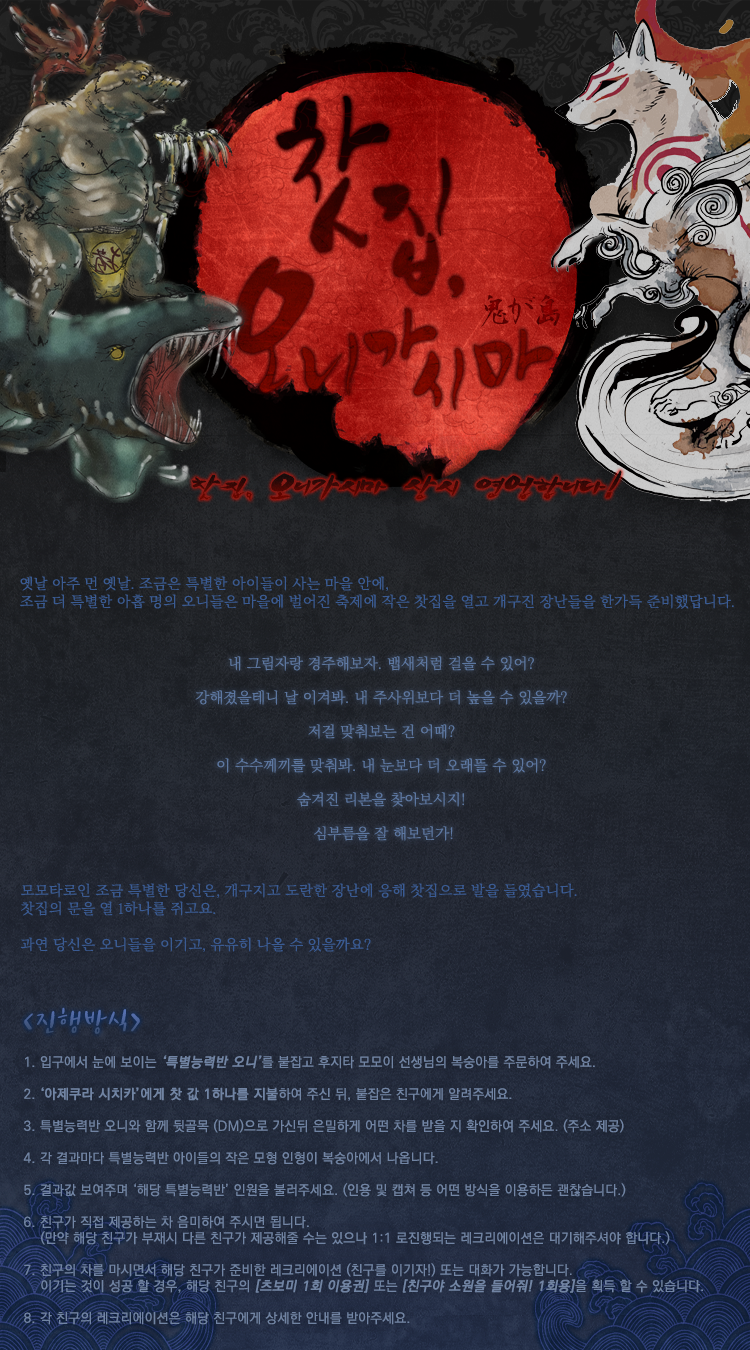 찻집,
오니가시마
鬼が島
찻집, 오니가시마 상시 영업합니다!
옛날 아주 먼 옛날. 조금은 특별한 아이들이 사는 마을 안에,
조금 더 특별한 아홉 명의 오니들은 마을에 벌어진 축제에 작은 찻집을 열고 개구진 장난들을 한가득 준비했답니다.
내 그림자랑 경주해보자. 뱁새처럼 걸을 수 있어?
강해졌을테니 날 이겨봐. 내 주사위보다 더 높을 수 있을까?
저걸 맞춰보는 건 어때?
이 수수께끼를 맞춰봐. 내 눈보다 더 오래뜰 수 있어?
숨겨진 리본을 찾아보시지!
심부름을 잘 해보던가!
모모타로인 조금 특별한 당신은, 개구지고 도란한 장난에 응해 찻집으로 발을 들였습니다.
찻집의 문을 열 1하나를 쥐고요.
과연 당신은 오니들을 이기고, 유유히 나올 수 있을까요?
<진행방식>
1. 입구에서 눈에 보이는 ‘특별능력반 오니’를 붙잡고 후지타 모모이 선생님의 복숭아를 주문하여 주세요.
2. ‘아제쿠라 시치카’에게 찻 값 1하나를 지불하여 주신 뒤, 붙잡은 친구에게 알려주세요.
3. 특별능력반 오니와 함께 뒷골목 (DM)으로 가신뒤 은밀하게 어떤 차를 받을 지 확인하여 주세요. (주소 제공)
4. 각 결과마다 특별능력반 아이들의 작은 모형 인형이 복숭아에서 나옵니다.
5. 결과값 보여주며 ‘해당 특별능력반’ 인원을 불러주세요. (인용 및 캡쳐 등 어떤 방식을 이용하든 괜찮습니다.)
6. 친구가 직접 제공하는 차 음미하여 주시면 됩니다.
(만약 해당 친구가 부재시 다른 친구가 제공해줄 수는 있으나 1:1 로진행되는 레크리에이션은 대기해주셔야 합니다.)
7. 친구의 차를 마시면서 해당 친구가 준비한 레크리에이션 (친구를 이기자!) 또는 대화가 가능합니다.
이기는 것이 성공 할 경우, 해당 친구의 [츠보미 1회 이용권] 또는 [친구야 소원을 들어줘! 1회용]을 획득 할 수 있습니다.
8. 각 친구의 레크리에이션은 해당 친구에게 상세한 안내를 받아주세요.